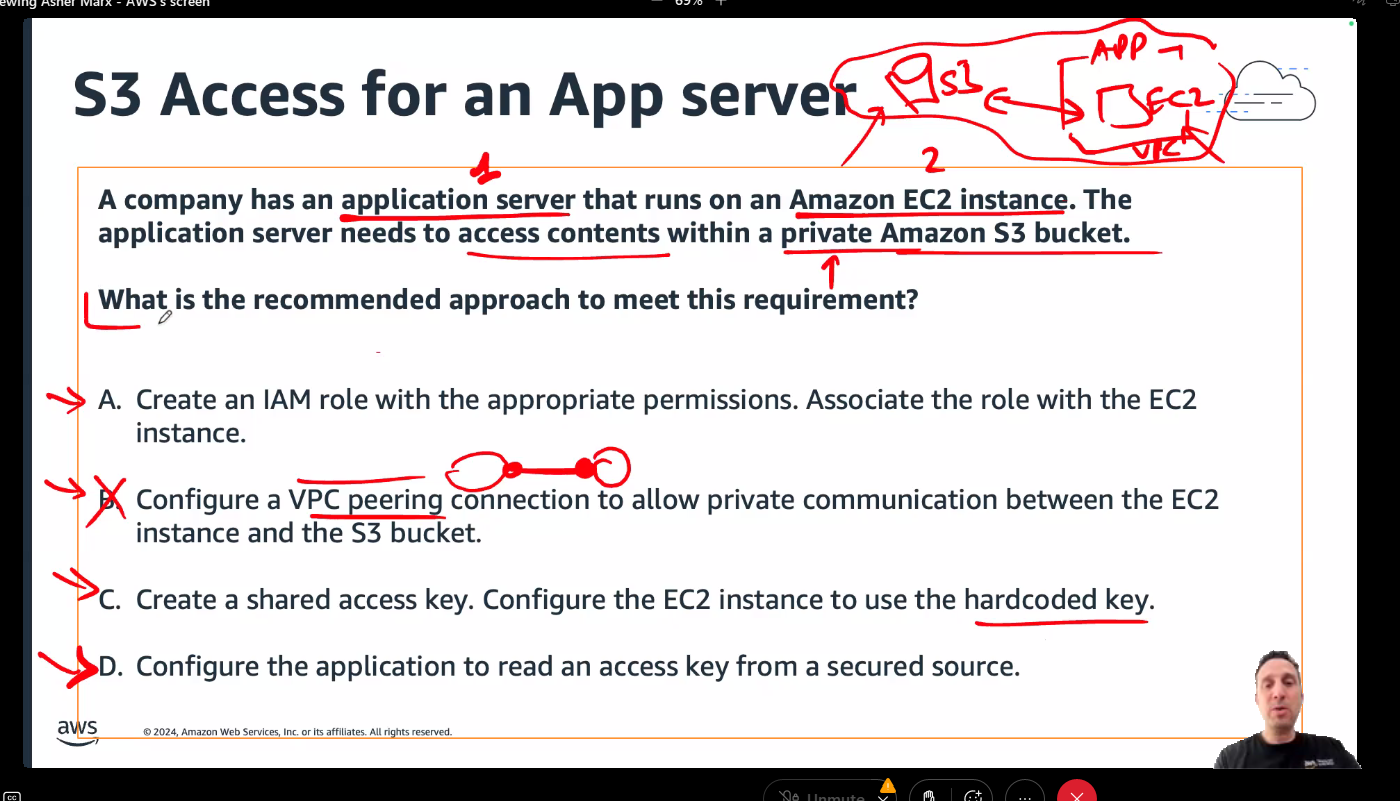 ewing Asher Marx - AWS's screen
69%
S3 Access for an App server
S3
APP
EC2
VPC
1
2
A company has an application server that runs on an Amazon EC2 instance. The
application server needs to access contents within a private Amazon S3 bucket.
What is the recommended approach to meet this requirement?
A. Create an IAM role with the appropriate permissions. Associate the role with the EC2
instance.
B. Configure a VPC peering connection to allow private communication between the EC2
instance and the S3 bucket.
C. Create a shared access key. Configure the EC2 instance to use the hardcoded key.
D. Configure the application to read an access key from a secured source.
aws
© 2024, Amazon Web Services, Inc. or its affiliates. All rights reserved.
CC
Unmute